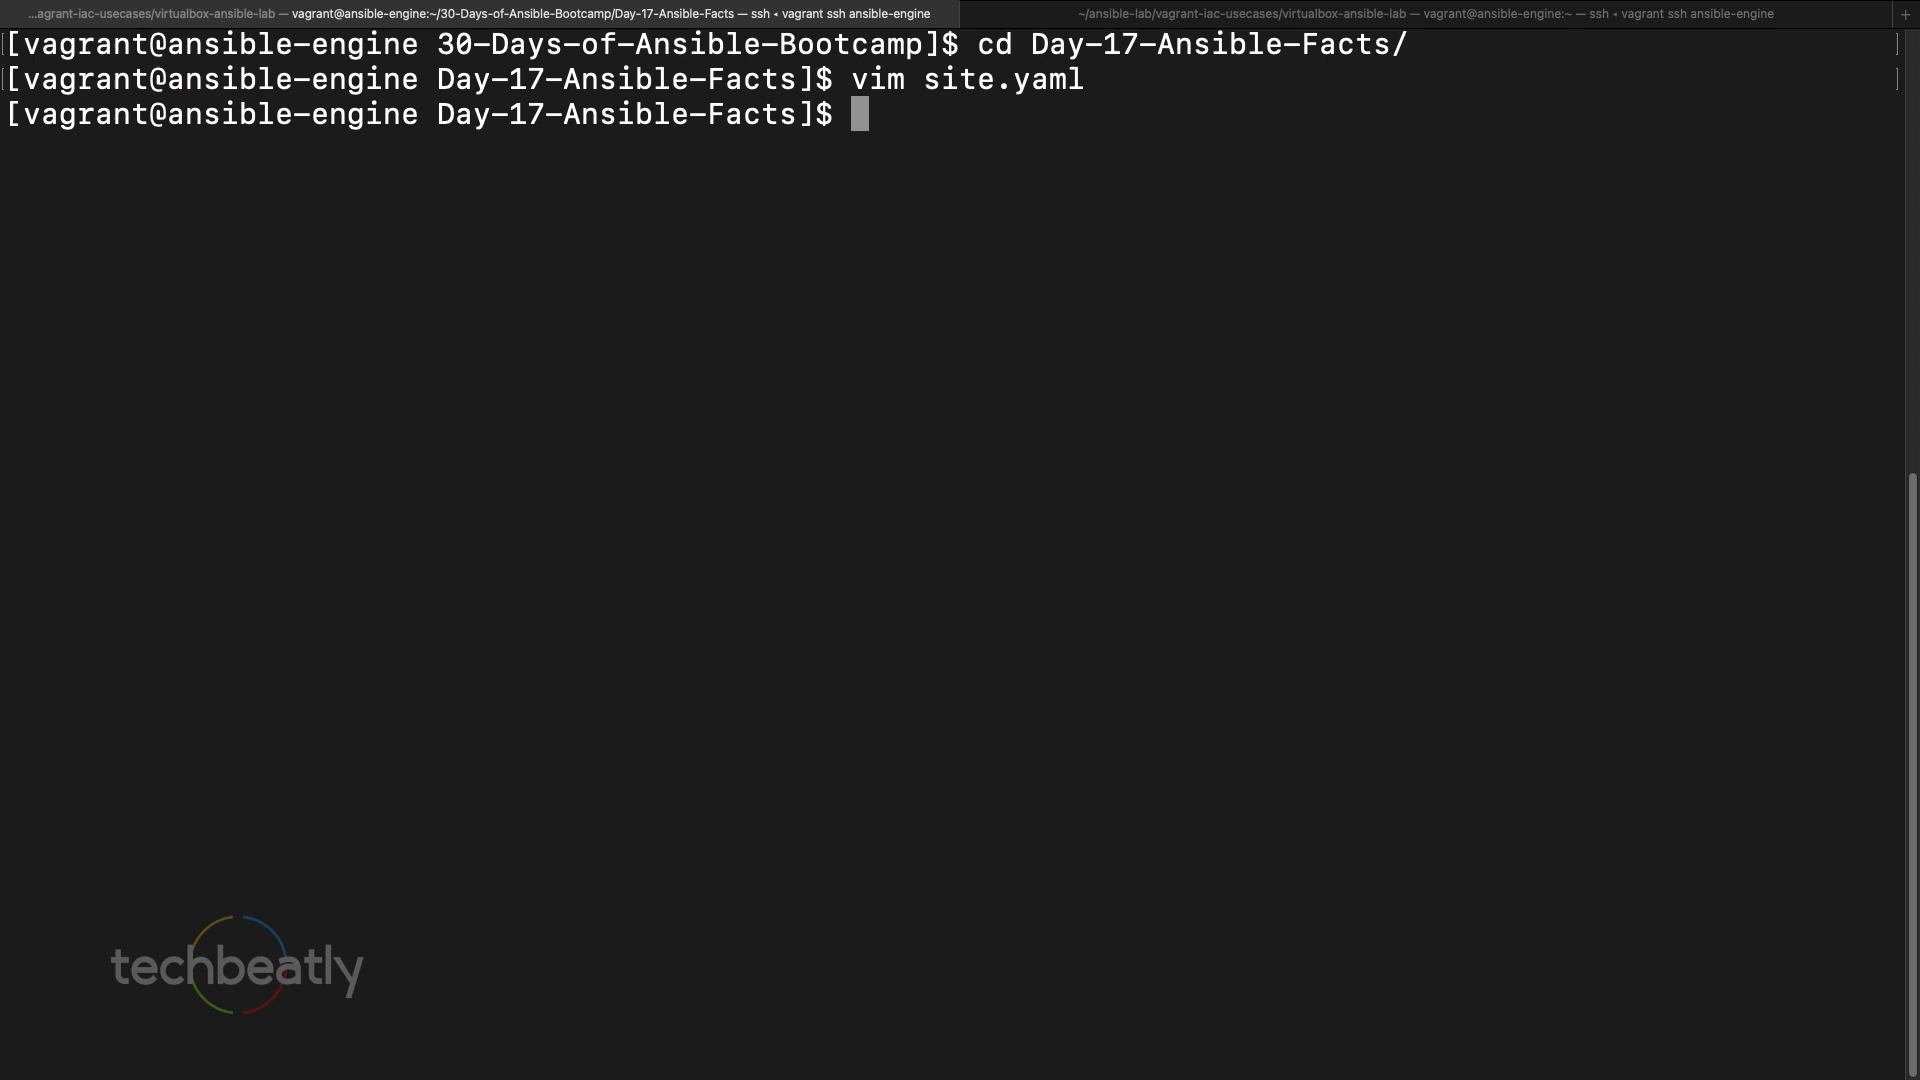 ...agrant-iac-usecases/virtualbox-ansible-lab — vagrant@ansible-engine:~/30-Days-of-Ansible-Bootcamp/Day-17-Ansible-Facts — ssh ◂ vagrant ssh ansible-engine
~/ansible-lab/vagrant-iac-usecases/virtualbox-ansible-lab — vagrant@ansible-engine:~ — ssh ◂ vagrant ssh ansible-engine
+
[vagrant@ansible-engine 30-Days-of-Ansible-Bootcamp]$ cd Day-17-Ansible-Facts/
[vagrant@ansible-engine Day-17-Ansible-Facts]$ vim site.yaml
[vagrant@ansible-engine Day-17-Ansible-Facts]$
techbeatly